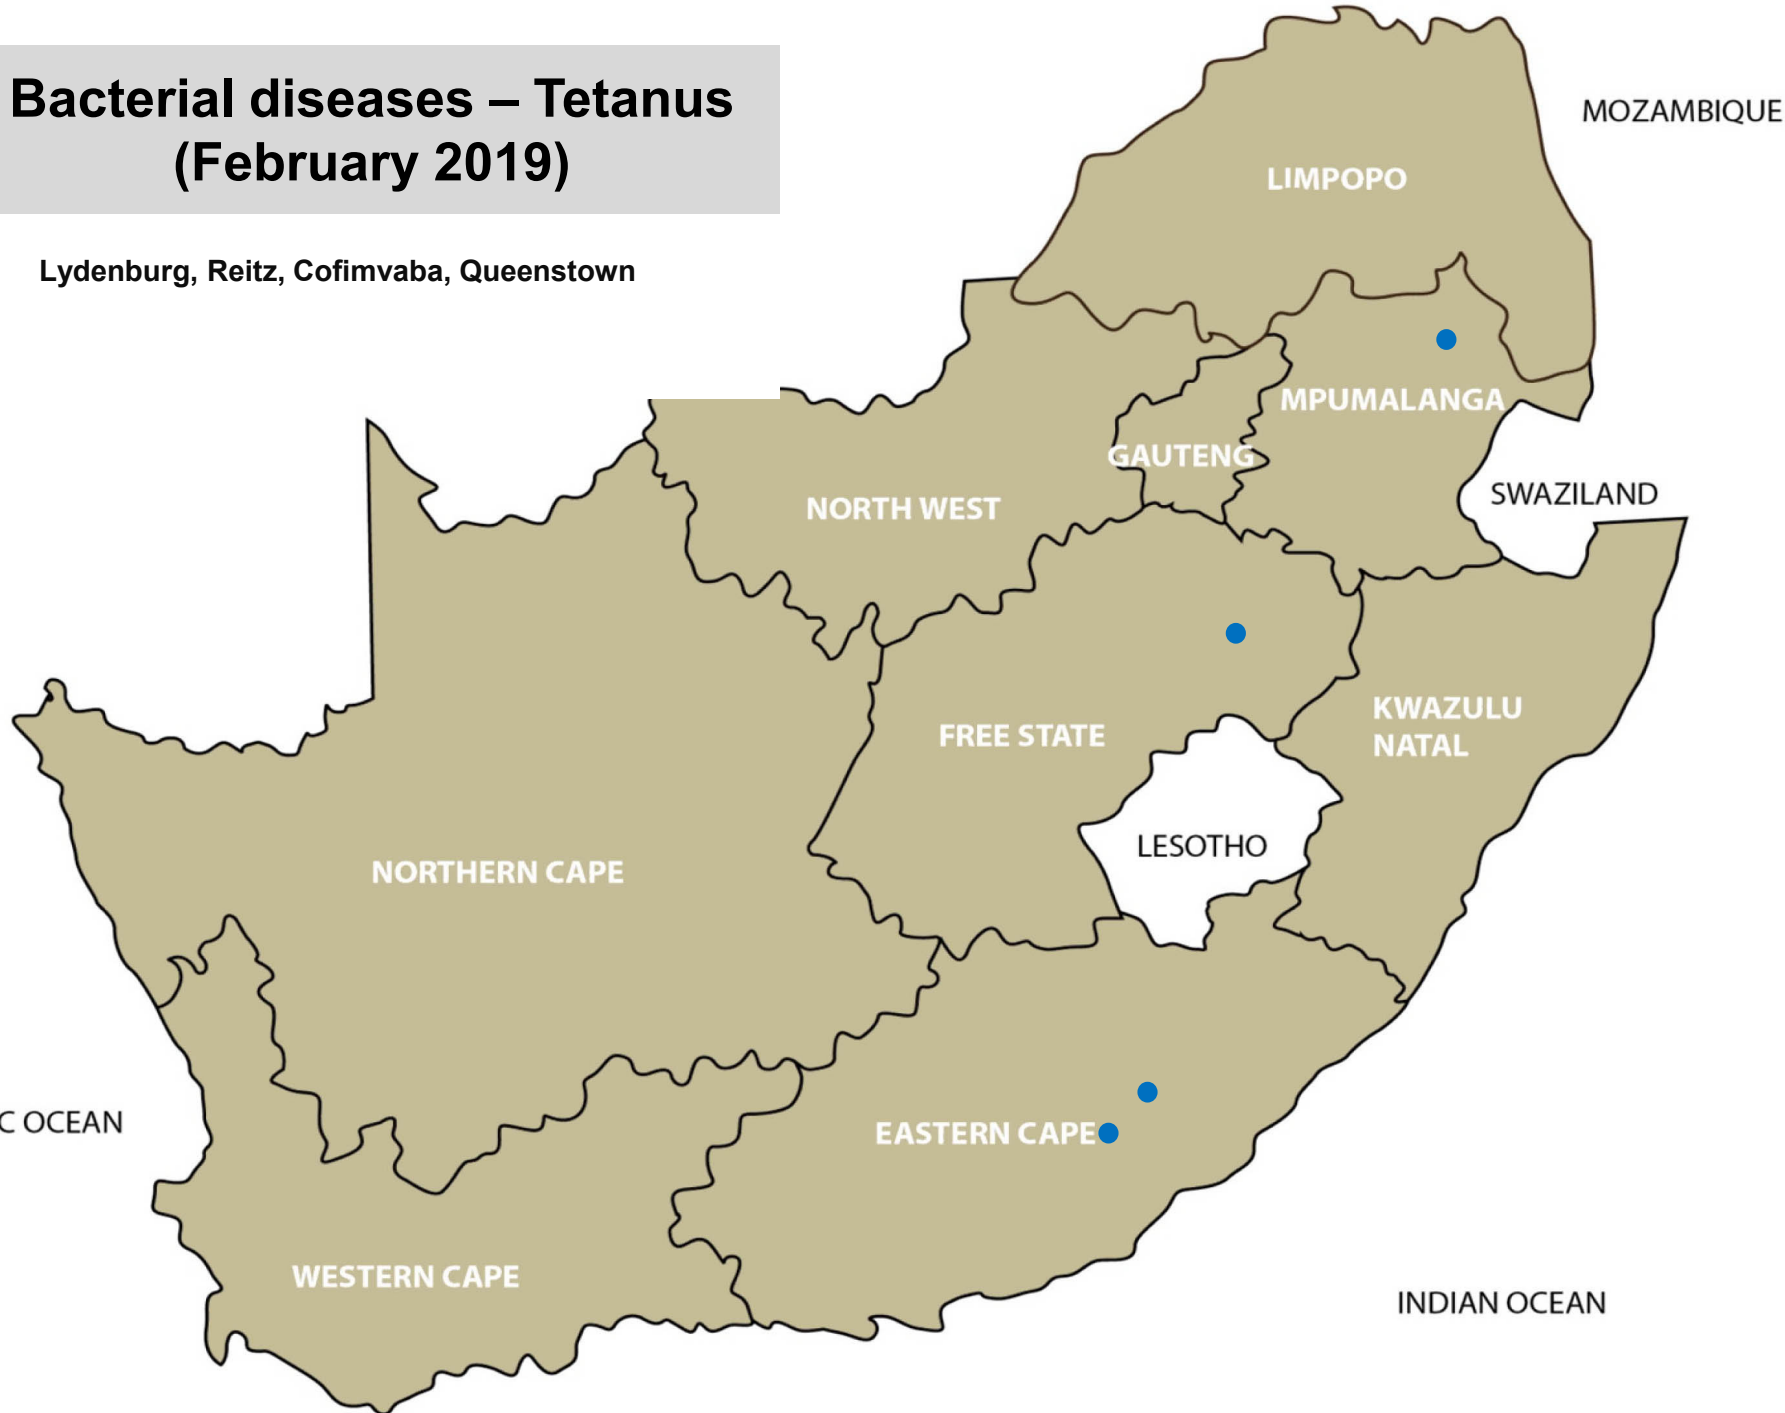 Bacterial diseases – Tetanus
(February 2019)
Lydenburg, Reitz, Cofimvaba, Queenstown
MOZAMBIQUE
LIMPOPO
MPUMALANGA
GAUTENG
SWAZILAND
NORTH WEST
KWAZULU
NATAL
FREE STATE
LESOTHO
NORTHERN CAPE
C OCEAN
EASTERN CAPE
WESTERN CAPE
INDIAN OCEAN